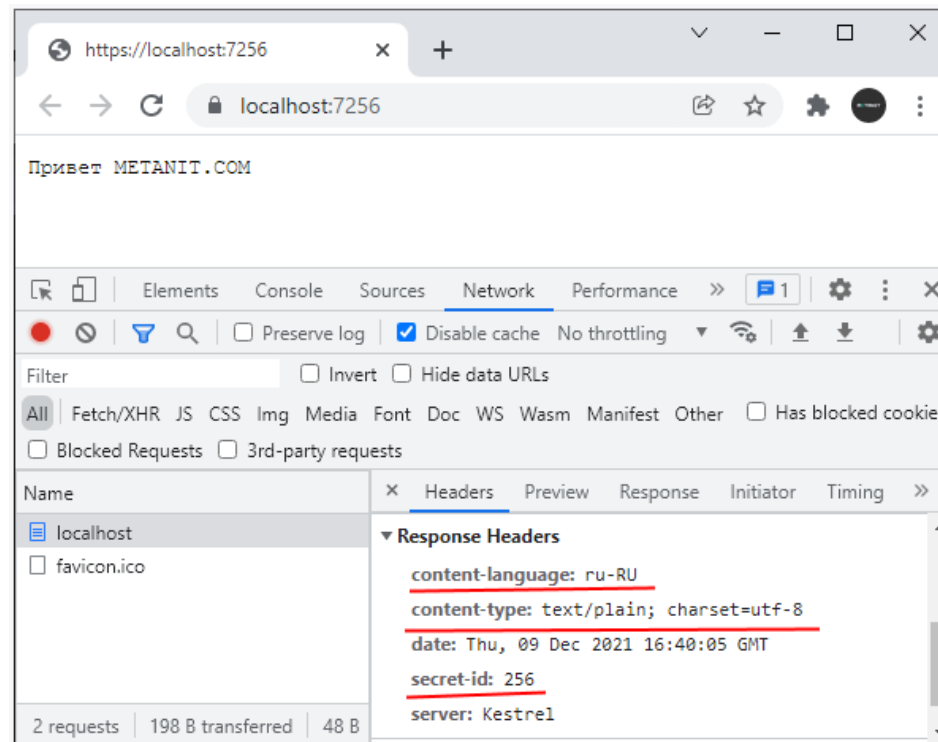 https://localhost:7256
localhost:7256
Привет METANIT.COM
Elements Console Sources Network Performance » 1
Preserve log Disable cache No throttling
Filter Invert Hide data URLs
All Fetch/XHR JS CSS Img Media Font Doc WS Wasm Manifest Other Has blocked cookie
Blocked Requests 3rd-party requests
Name Headers Preview Response Initiator Timing »
localhost
favicon.ico
Response Headers
content-language: ru-RU
content-type: text/plain; charset=utf-8
date: Thu, 09 Dec 2021 16:40:05 GMT
secret-id: 256
server: Kestrel
2 requests 198 B transferred 48 B